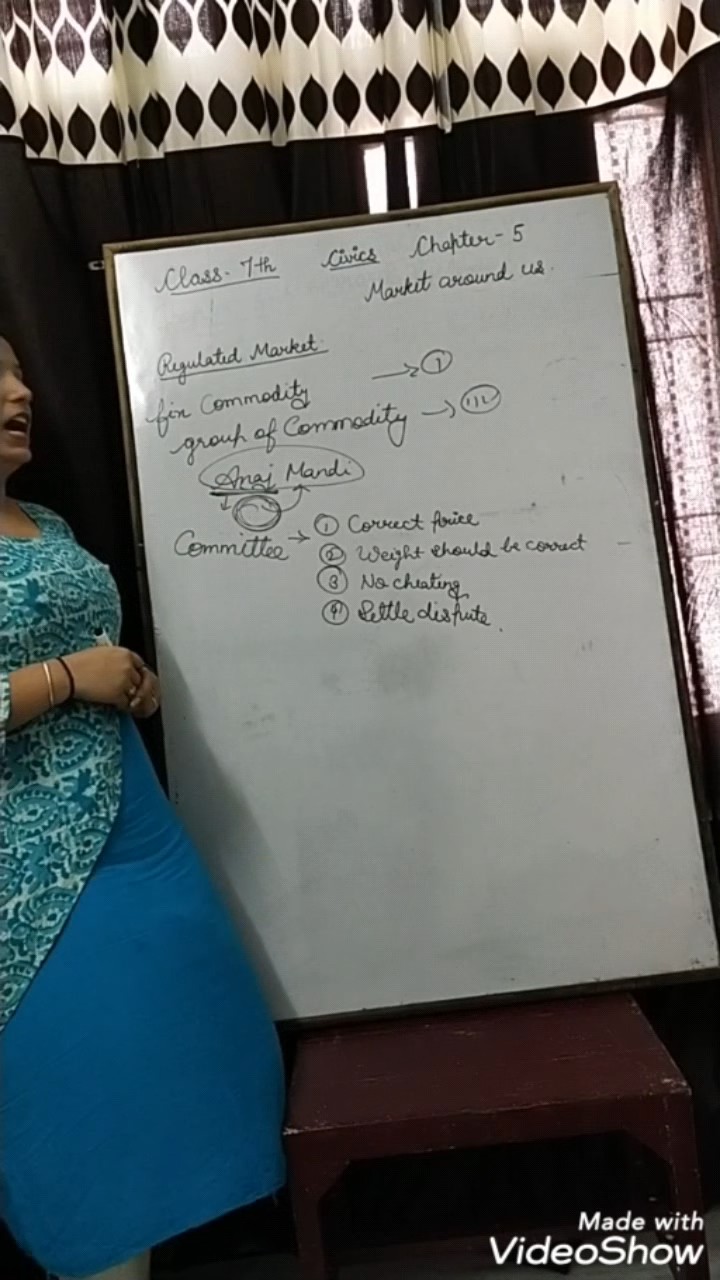 Class- 7th Civics Chapter- 5
Market around us.
Regulated Market
fix Commodity → 1
group of Commodity → 111
Anaj Mandi
Committee → ① Correct price
② Weight should be correct
③ No cheating
④ Settle dispute.
Made with
VideoShow